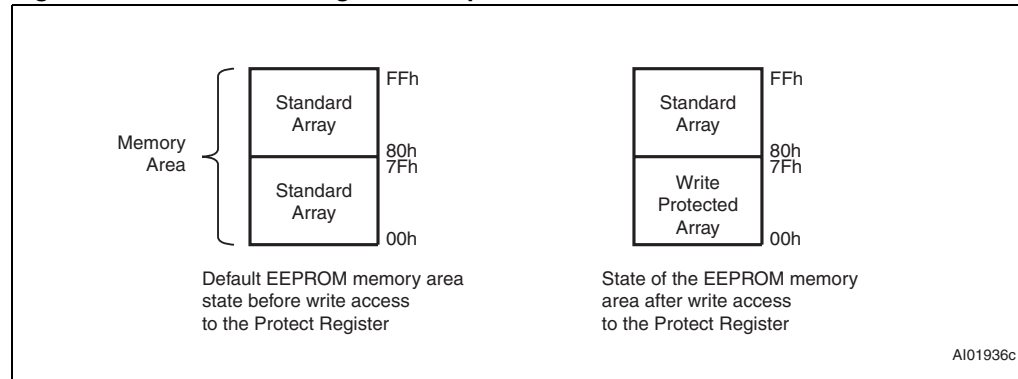 FFh
Standard
Array
Memory
Area
80h
7Fh
Standard
Array
00h
Default EEPROM memory area
state before write access
to the Protect Register
FFh
Standard
Array
80h
7Fh
Write
Protected
Array
00h
State of the EEPROM memory
area after write access
to the Protect Register
AI01936c